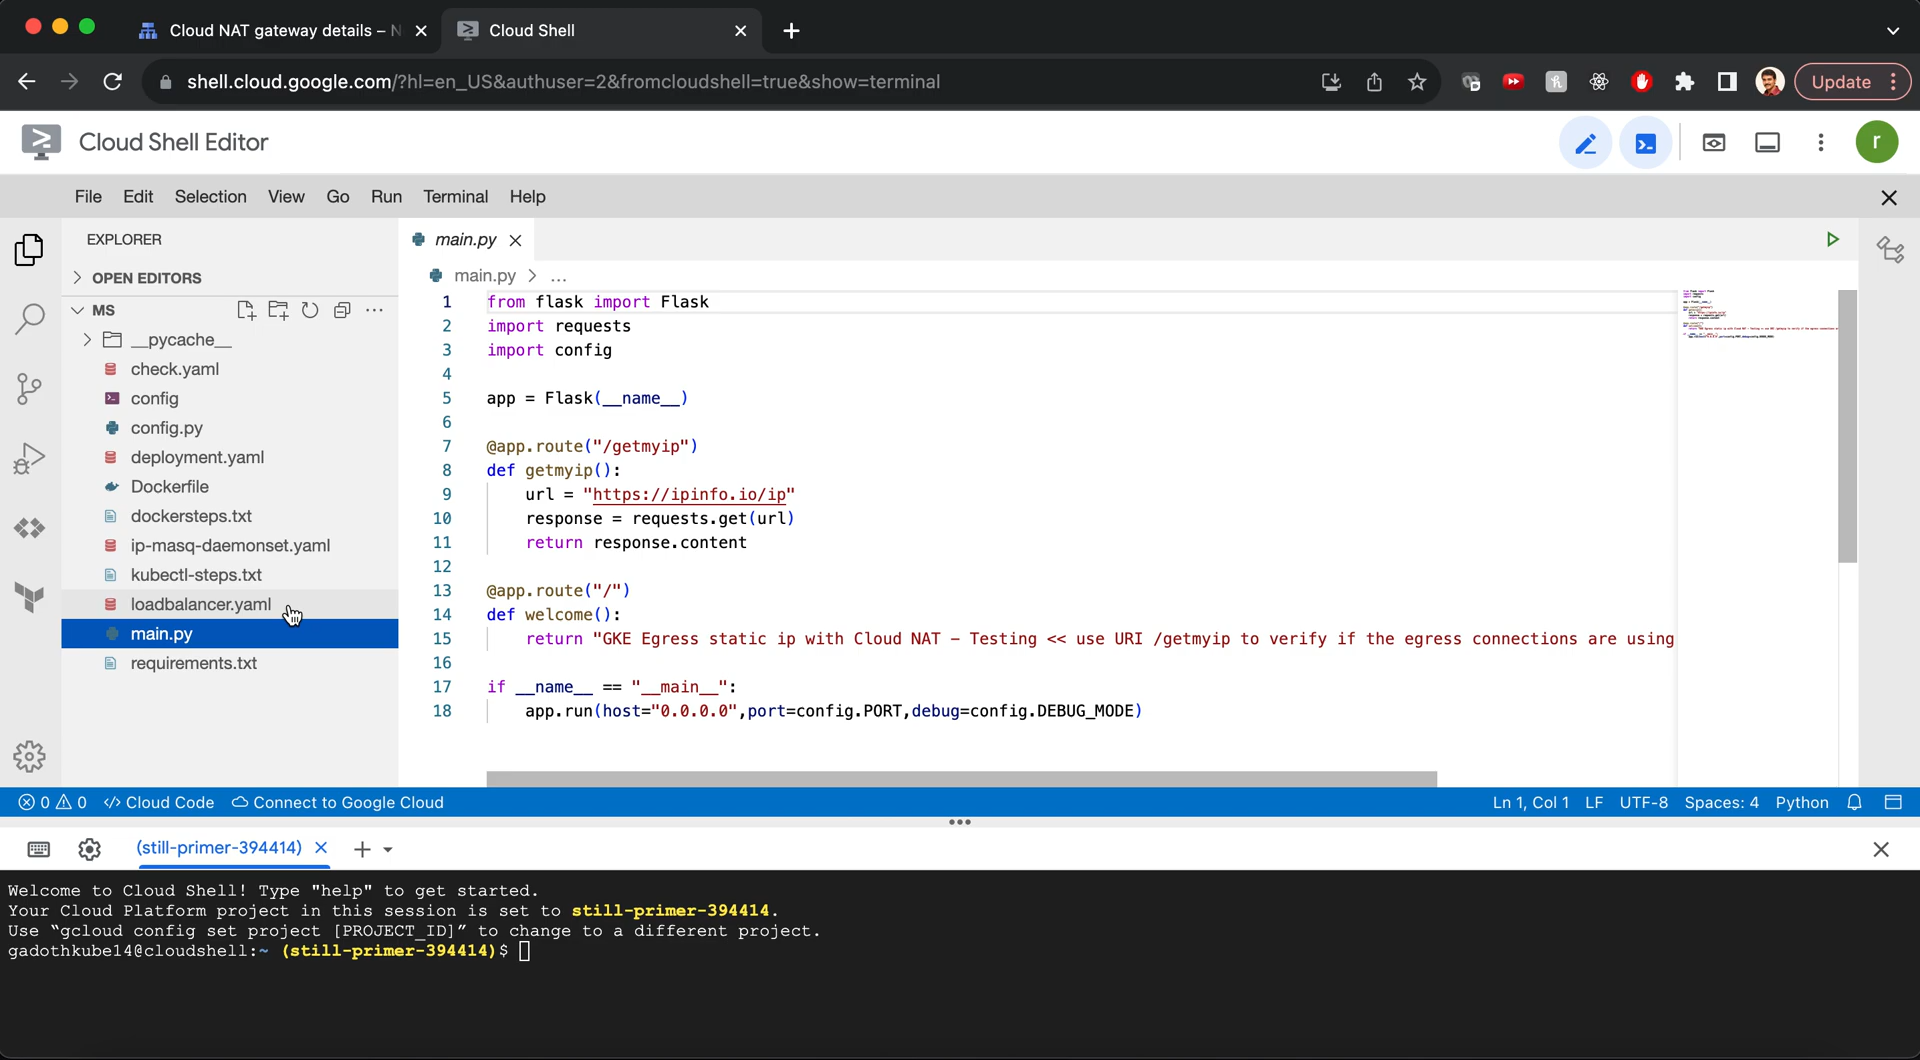 Cloud NAT gateway details – N
Cloud Shell
shell.cloud.google.com/?hl=en_US&authuser=2&fromcloudshell=true&show=terminal
Update
Cloud Shell Editor
r
File Edit Selection View Go Run Terminal Help
EXPLORER
OPEN EDITORS
MS
__pycache__
check.yaml
config
config.py
deployment.yaml
Dockerfile
dockersteps.txt
ip-masq-daemonset.yaml
kubectl-steps.txt
loadbalancer.yaml
main.py
requirements.txt
main.py
main.py > ...
1 from flask import Flask
2 import requests
3 import config
4
5 app = Flask(__name__)
6
7 @app.route("/getmyip")
8 def getmyip():
9 url = "https://ipinfo.io/ip"
10 response = requests.get(url)
11 return response.content
12
13 @app.route("/")
14 def welcome():
15 return "GKE Egress static ip with Cloud NAT – Testing << use URI /getmyip to verify if the egress connections are using
16
17 if __name__ == "__main__":
18 app.run(host="0.0.0.0",port=config.PORT,debug=config.DEBUG_MODE)
0 0 Cloud Code Connect to Google Cloud
Ln 1, Col 1 LF UTF-8 Spaces: 4 Python
(still-primer-394414)
Welcome to Cloud Shell! Type "help" to get started.
Your Cloud Platform project in this session is set to still-primer-394414.
Use “gcloud config set project [PROJECT_ID]” to change to a different project.
gadothkube14@cloudshell:~ (still-primer-394414)$